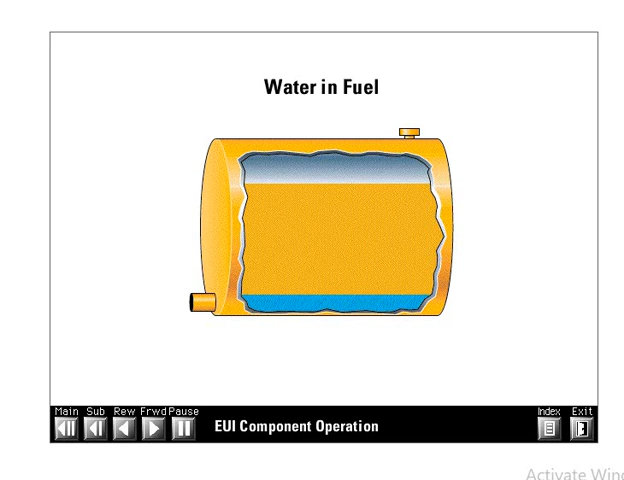 Water in Fuel
Main Sub Rew Frwd Pause
EUI Component Operation
Index Exit
Activate Wind